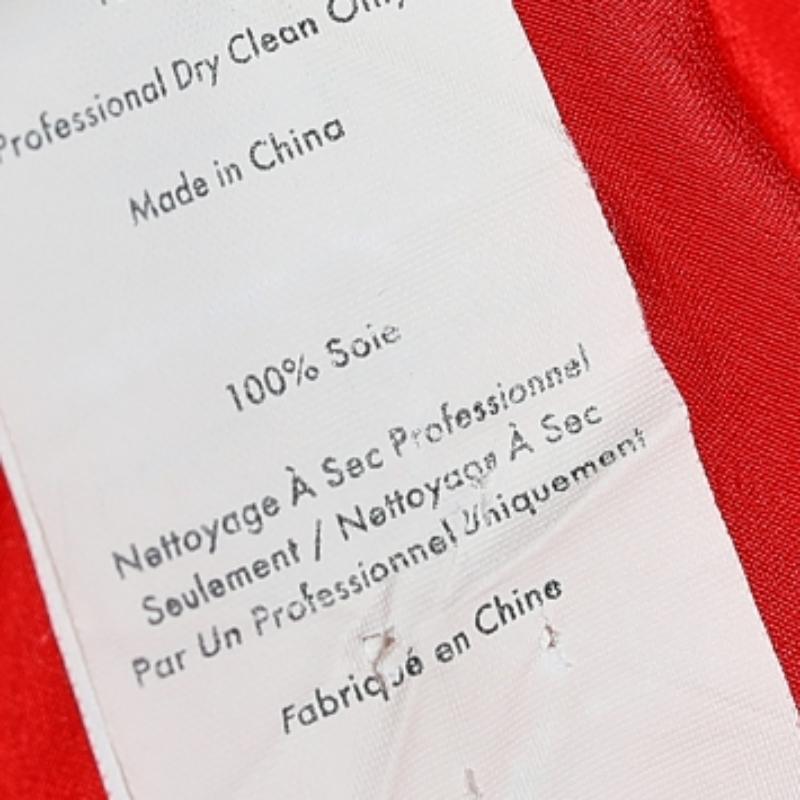 Professional Dry Clean Only
Made in China
100% Soie
Nettoyage À Sec Professionnel
Seulement / Nettoyage À Sec
Par Un Professionnel Uniquement
Fabriqué en Chine